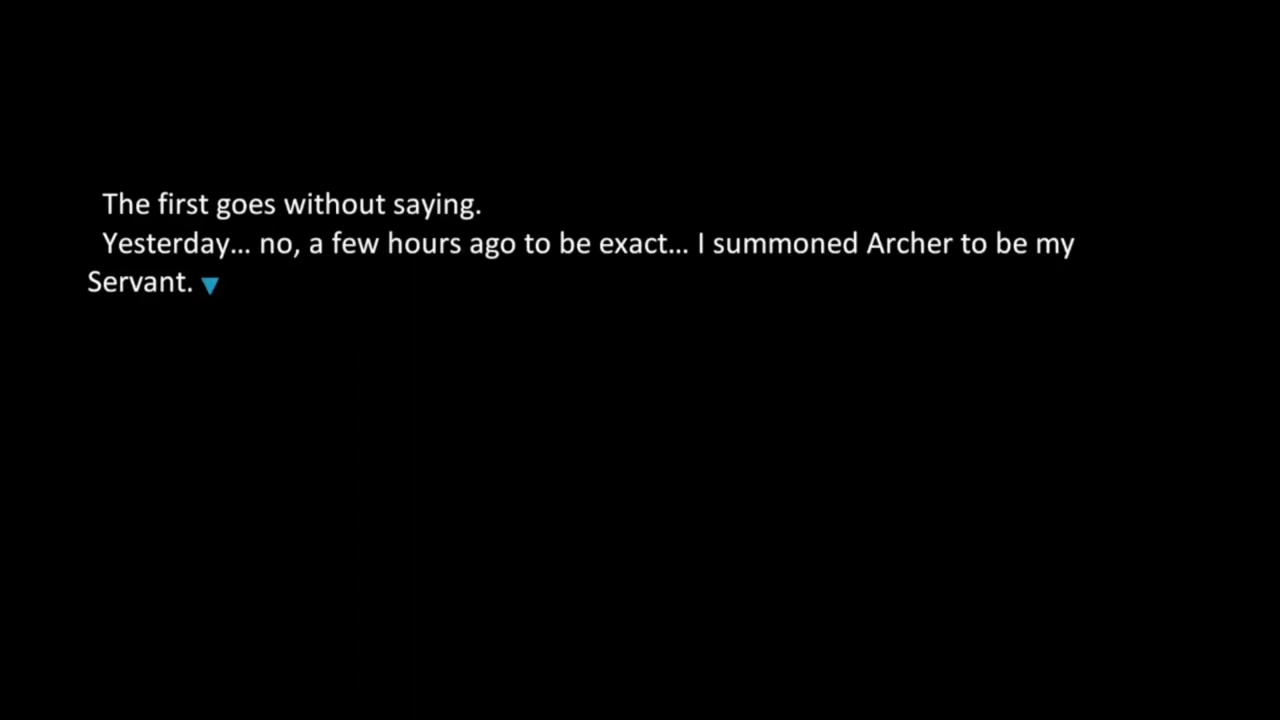 The first goes without saying.
Yesterday... no, a few hours ago to be exact... I summoned Archer to be my
Servant.